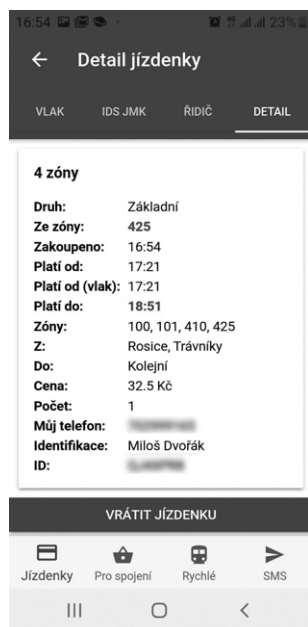 16:54 23%
Detail jízdenky
VLAK IDS JMK ŘIDIČ DETAIL
4 zóny
Druh: Základní
Ze zóny: 425
Zakoupeno: 16:54
Platí od: 17:21
Platí od (vlak): 17:21
Platí do: 18:51
Zóny: 100, 101, 410, 425
Z: Rosice, Trávníky
Do: Kolejní
Cena: 32.5 Kč
Počet: 1
Můj telefon:
Identifikace: Miloš Dvořák
ID:
VRÁTIT JÍZDENKU
Jízdenky Pro spojení Rychlé SMS